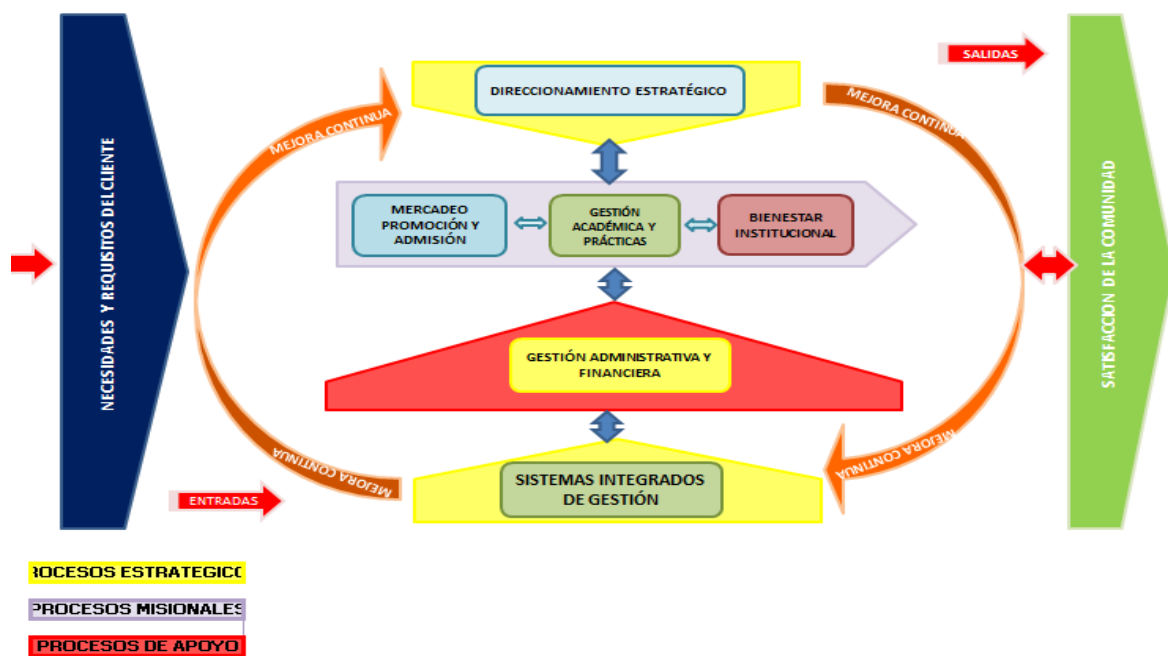 SALIDAS
NECESIDADES Y REQUISITOS DEL CLIENTE
MEJORA CONTINUA
DIRECCIONAMIENTO ESTRATÉGICO
MEJORA CONTINUA
MERCADEO
PROMOCIÓN Y
ADMISIÓN
GESTIÓN
ACADÉMICA Y
PRÁCTICAS
BIENESTAR
INSTITUCIONAL
SATISFACCION DE LA COMUNIDAD
GESTIÓN ADMINISTRATIVA Y
FINANCIERA
MEJORA CONTINUA
SISTEMAS INTEGRADOS
DE GESTIÓN
MEJORA CONTINUA
ENTRADAS
ROCESOS ESTRATEGICO
PROCESOS MISIONALES
PROCESOS DE APOYO